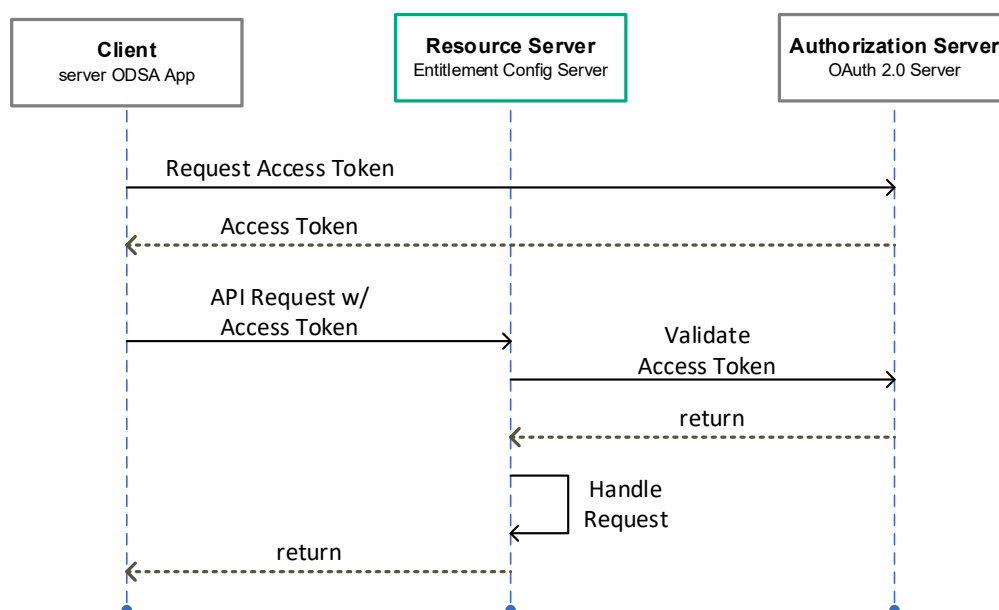 Client
server ODSA App
Resource Server
Entitlement Config Server
Authorization Server
OAuth 2.0 Server
Request Access Token
Access Token
API Request w/
Access Token
Validate
Access Token
return
Handle
Request
return